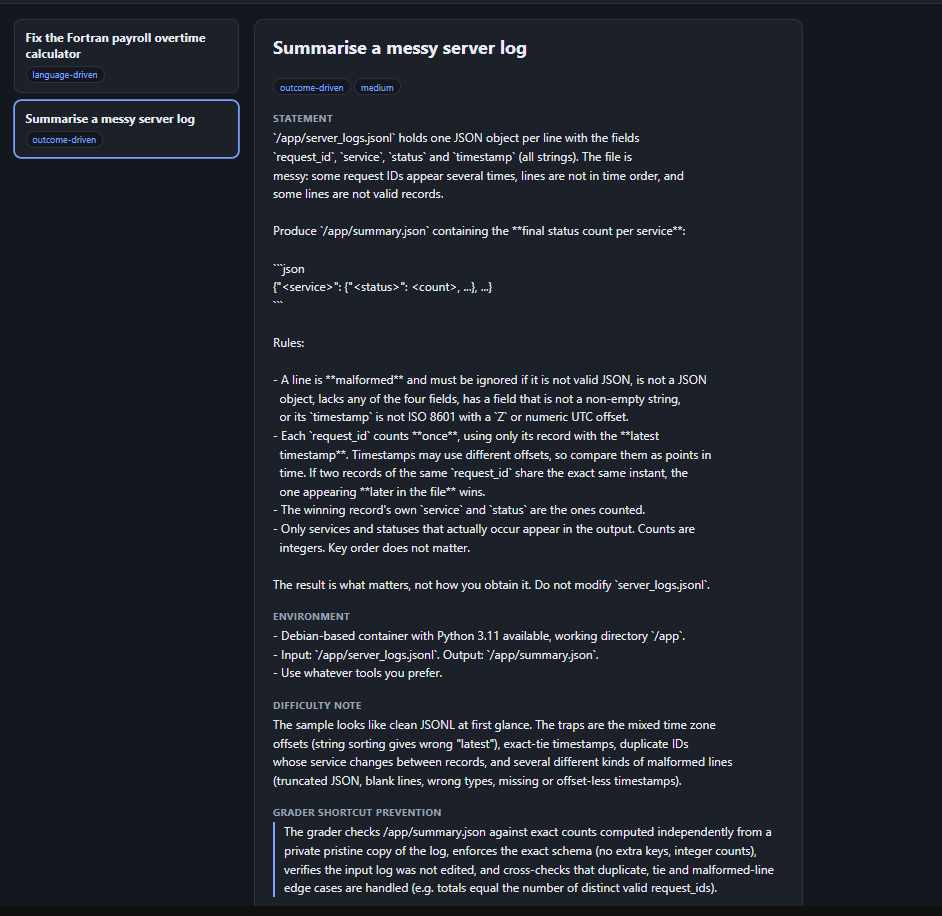 Fix the Fortran payroll overtime
calculator
language-driven
Summarise a messy server log
outcome-driven
Summarise a messy server log
outcome-driven medium
STATEMENT
`/app/server_logs.jsonl` holds one JSON object per line with the fields
`request_id`, `service`, `status` and `timestamp` (all strings). The file is
messy: some request IDs appear several times, lines are not in time order, and
some lines are not valid records.
Produce `/app/summary.json` containing the **final status count per service**:
```json
{"<service>": {"<status>": <count>, ...}, ...}
```
Rules:
- A line is **malformed** and must be ignored if it is not valid JSON, is not a JSON
object, lacks any of the four fields, has a field that is not a non-empty string,
or its `timestamp` is not ISO 8601 with a `Z` or numeric UTC offset.
- Each `request_id` counts **once**, using only its record with the **latest
timestamp**. Timestamps may use different offsets, so compare them as points in
time. If two records of the same `request_id` share the exact same instant, the
one appearing **later in the file** wins.
- The winning record's own `service` and `status` are the ones counted.
- Only services and statuses that actually occur appear in the output. Counts are
integers. Key order does not matter.
The result is what matters, not how you obtain it. Do not modify `server_logs.jsonl`.
ENVIRONMENT
- Debian-based container with Python 3.11 available, working directory `/app`.
- Input: `/app/server_logs.jsonl`. Output: `/app/summary.json`.
- Use whatever tools you prefer.
DIFFICULTY NOTE
The sample looks like clean JSONL at first glance. The traps are the mixed time zone
offsets (string sorting gives wrong "latest"), exact-tie timestamps, duplicate IDs
whose service changes between records, and several different kinds of malformed lines
(truncated JSON, blank lines, wrong types, missing or offset-less timestamps).
GRADER SHORTCUT PREVENTION
The grader checks /app/summary.json against exact counts computed independently from a
private pristine copy of the log, enforces the exact schema (no extra keys, integer counts),
verifies the input log was not edited, and cross-checks that duplicate, tie and malformed-line
edge cases are handled (e.g. totals equal the number of distinct valid request_ids).